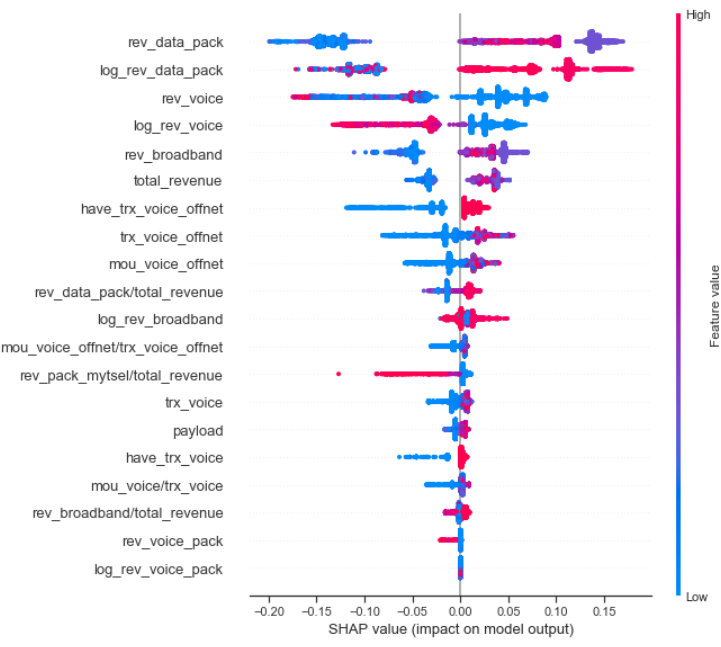 High
rev_data_pack
log_rev_data_pack
rev_voice
log_rev_voice
rev_broadband
total_revenue
have_trx_voice_offnet
trx_voice_offnet
mou_voice_offnet
rev_data_pack/total_revenue
log_rev_broadband
mou_voice_offnet/trx_voice_offnet
rev_pack_mytsel/total_revenue
trx_voice
payload
have_trx_voice
mou_voice/trx_voice
rev_broadband/total_revenue
rev_voice_pack
log_rev_voice_pack
Feature value
Low
−0.20 −0.15 −0.10 −0.05 0.00 0.05 0.10 0.15
SHAP value (impact on model output)